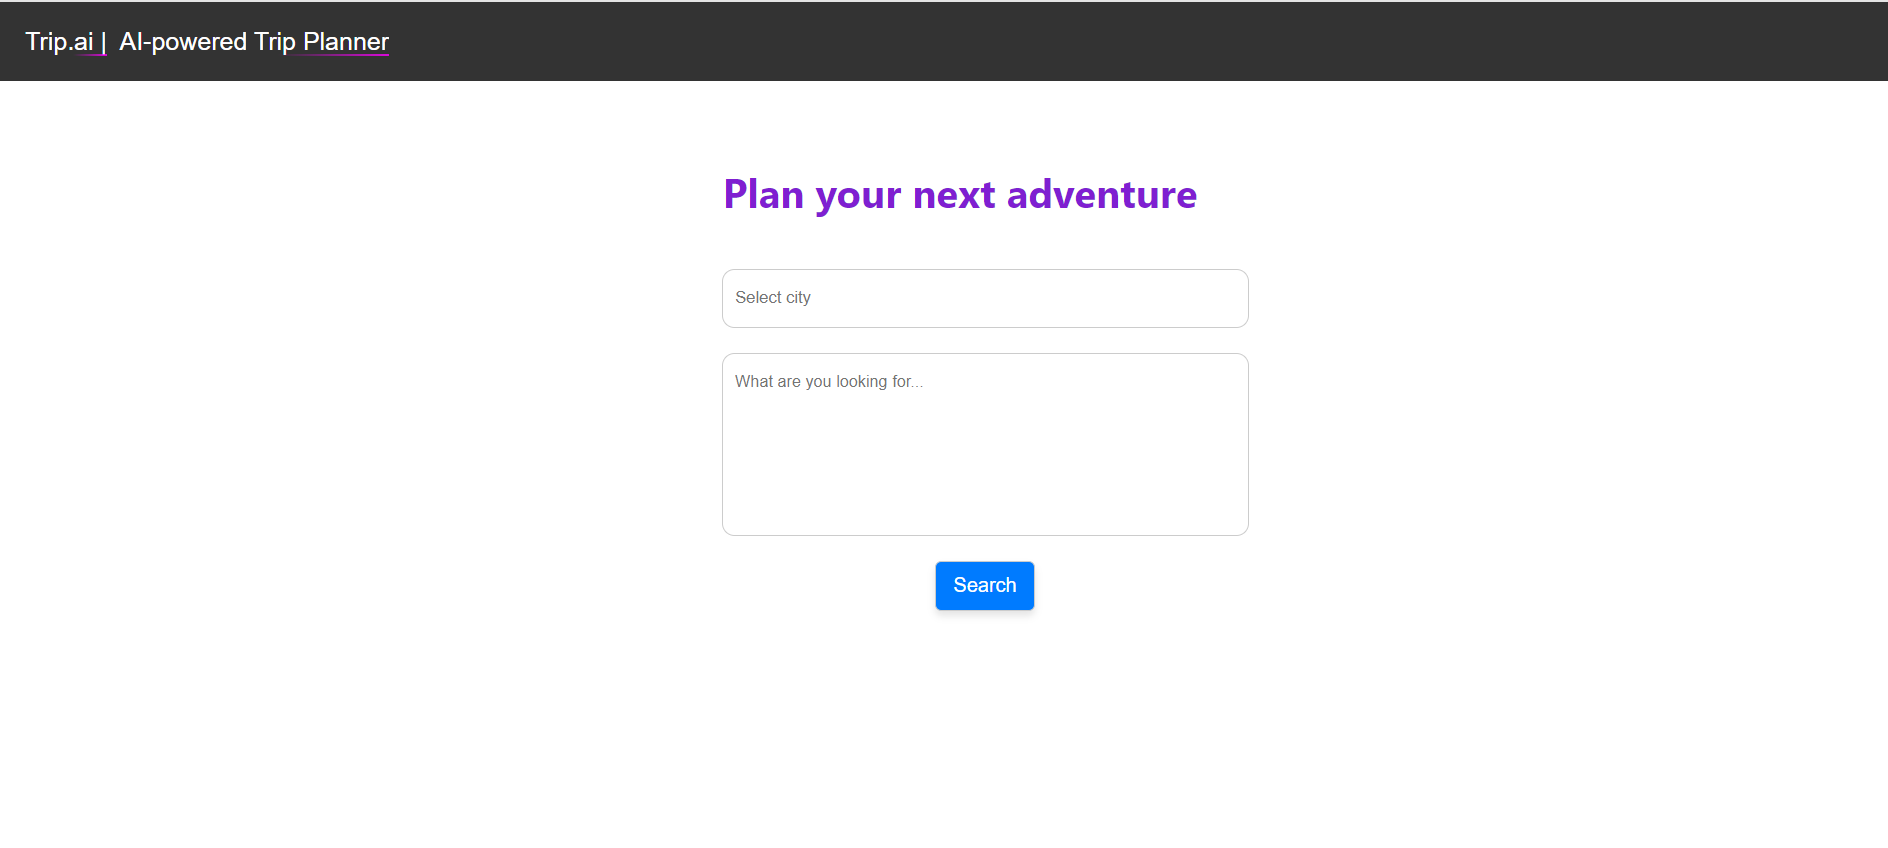 Trip.ai | AI-powered Trip Planner
Plan your next adventure
Select city
What are you looking for...
Search